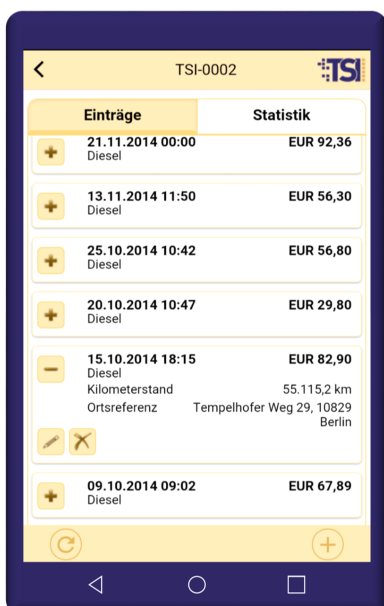 TSI-0002
TSI
Einträge
Statistik
21.11.2014 00:00 EUR 92,36
Diesel
13.11.2014 11:50 EUR 56,30
Diesel
25.10.2014 10:42 EUR 56,80
Diesel
20.10.2014 10:47 EUR 29,80
Diesel
15.10.2014 18:15 EUR 82,90
Diesel
Kilometerstand 55.115,2 km
Ortsreferenz Tempelhofer Weg 29, 10829
Berlin
09.10.2014 09:02 EUR 67,89
Diesel